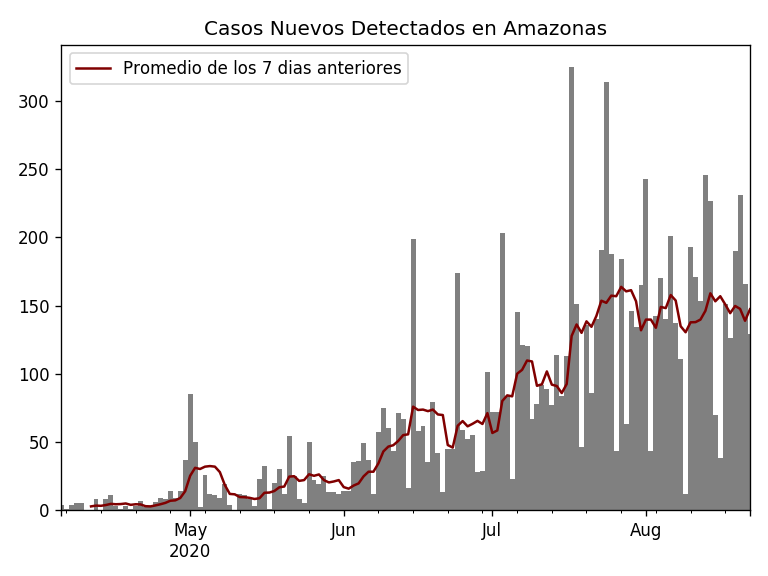 Casos Nuevos Detectados en Amazonas
Promedio de los 7 dias anteriores
300
250
200
150
100
50
0
May
2020
Jun
Jul
Aug